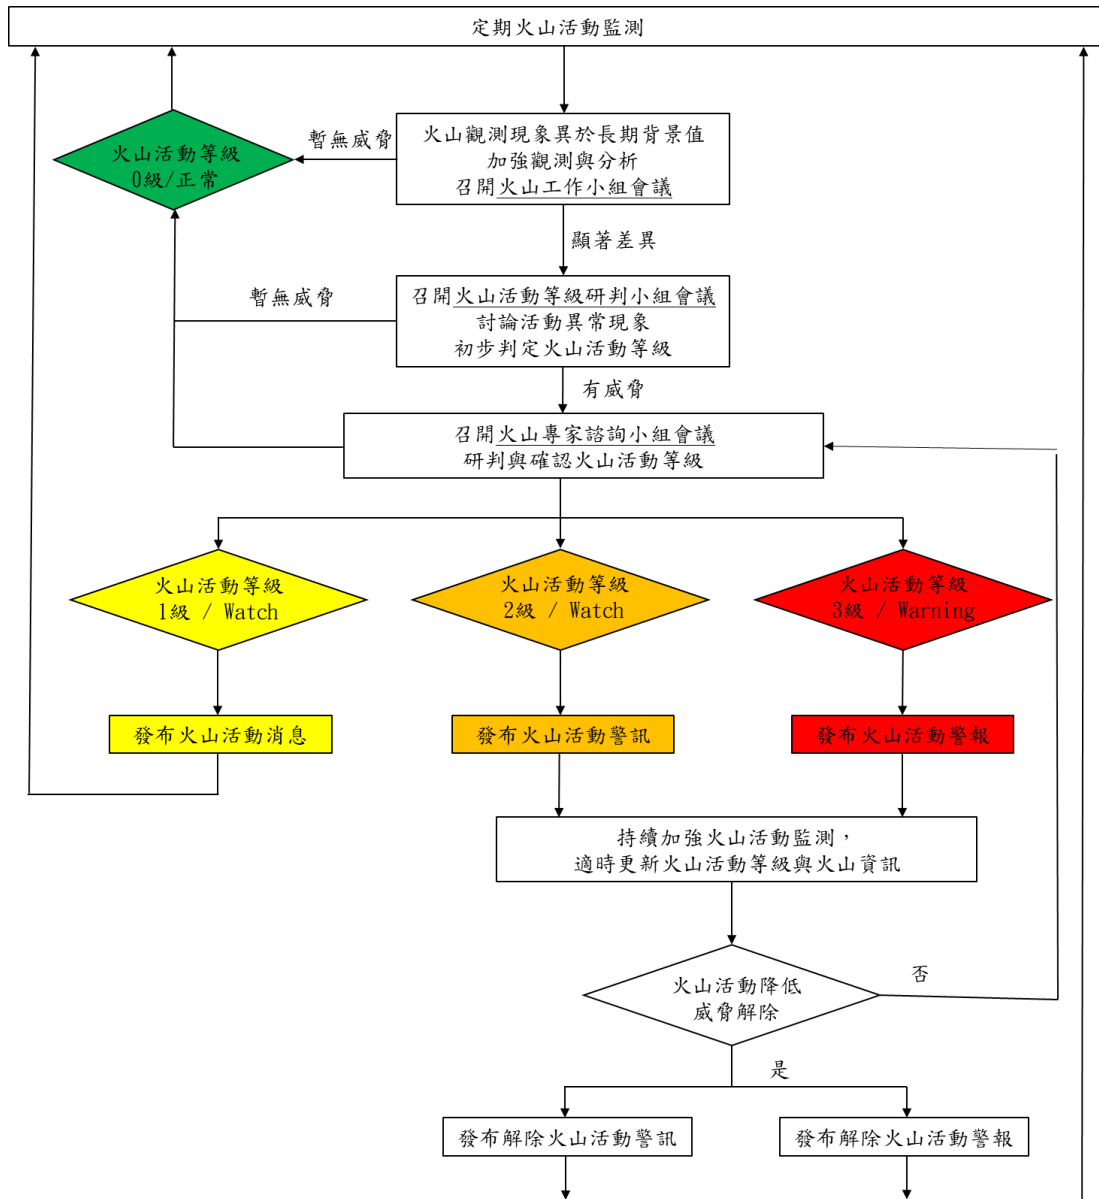 定期火山活動監測
火山觀測現象異於長期背景值
加強觀測與分析
召開火山工作小組會議
暫無威脅
火山活動等級
0級/正常
顯著差異
召開火山活動等級研判小組會議
討論活動異常現象
初步判定火山活動等級
暫無威脅
有威脅
召開火山專家諮詢小組會議
研判與確認火山活動等級
火山活動等級
1級 / Watch
火山活動等級
2級 / Watch
火山活動等級
3級 / Warning
發布火山活動消息
發布火山活動警訊
發布火山活動警報
持續加強火山活動監測，
適時更新火山活動等級與火山資訊
火山活動降低
威脅解除
否
是
發布解除火山活動警訊
發布解除火山活動警報